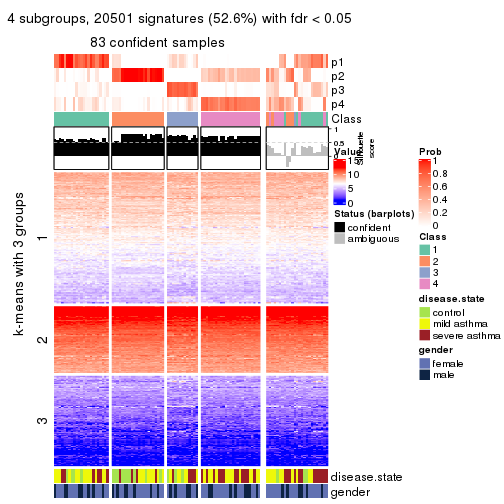 4 subgroups, 20501 signatures (52.6%) with fdr < 0.05
83 confident samples
p1
p2
p3
p4
Class
1
0.5
0
Silhouette
score
k-means with 3 groups
1
2
3
disease.state
gender
Value
15
10
5
0
Status (barplots)
confident
ambiguous
Prob
1
0.8
0.6
0.4
0.2
0
Class
1
2
3
4
disease.state
control
mild asthma
severe asthma
gender
female
male